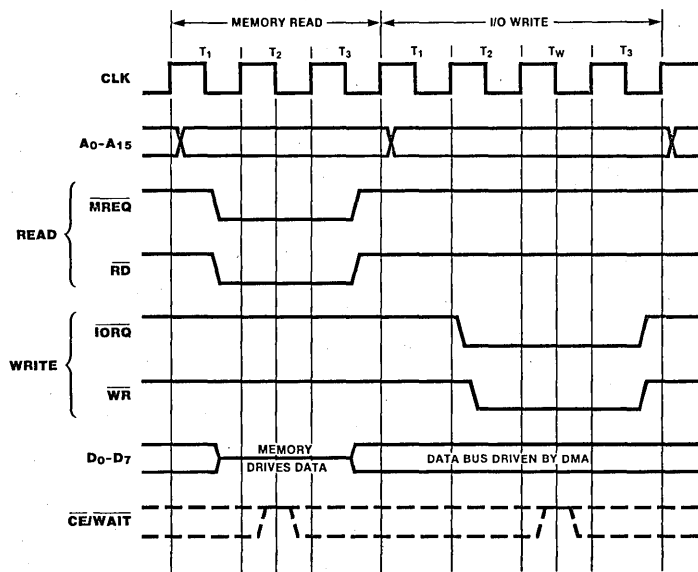 MEMORY READ I/O WRITE
T1 T2 T3 T1 T2 TW T3
CLK
A0-A15
READ
MREQ
RD
WRITE
IORQ
WR
D0-D7 MEMORY DRIVES DATA DATA BUS DRIVEN BY DMA
CE/WAIT